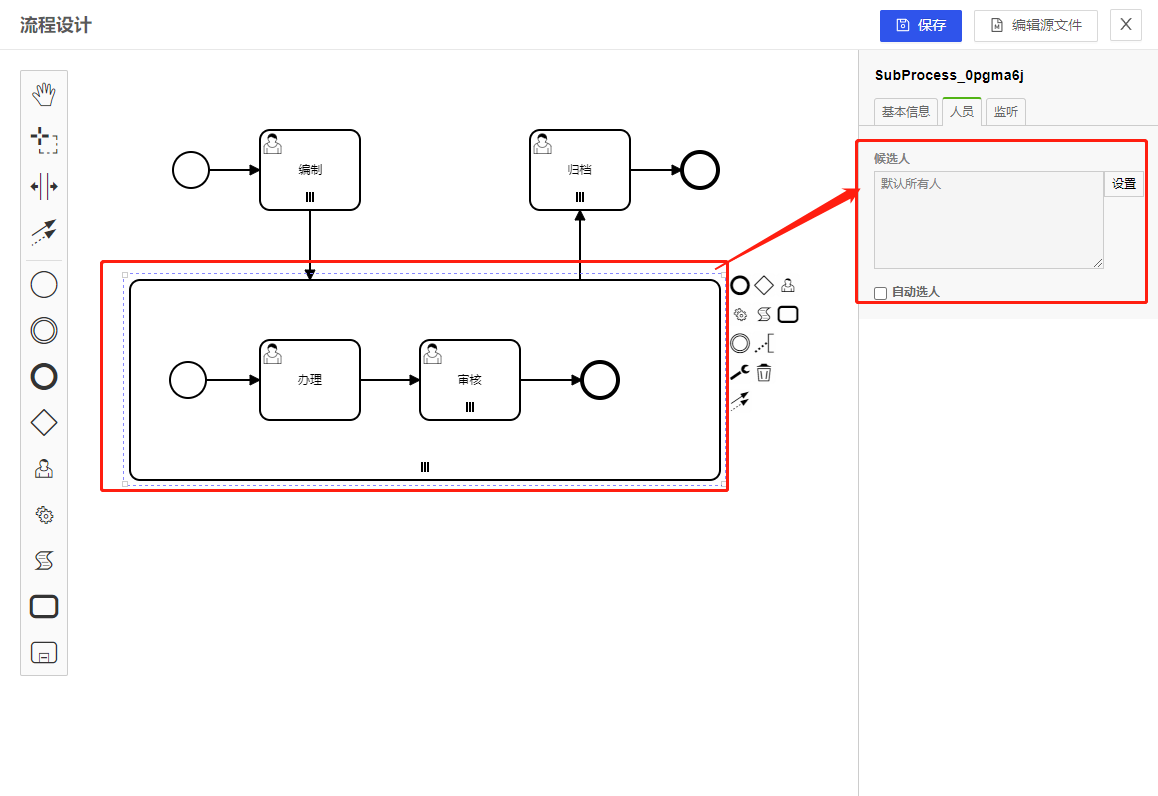 流程设计
保存
编辑源文件
X
SubProcess_0pgma6j
基本信息 人员 监听
编制
归档
候选人
默认所有人
设置
自动选人
办理
审核